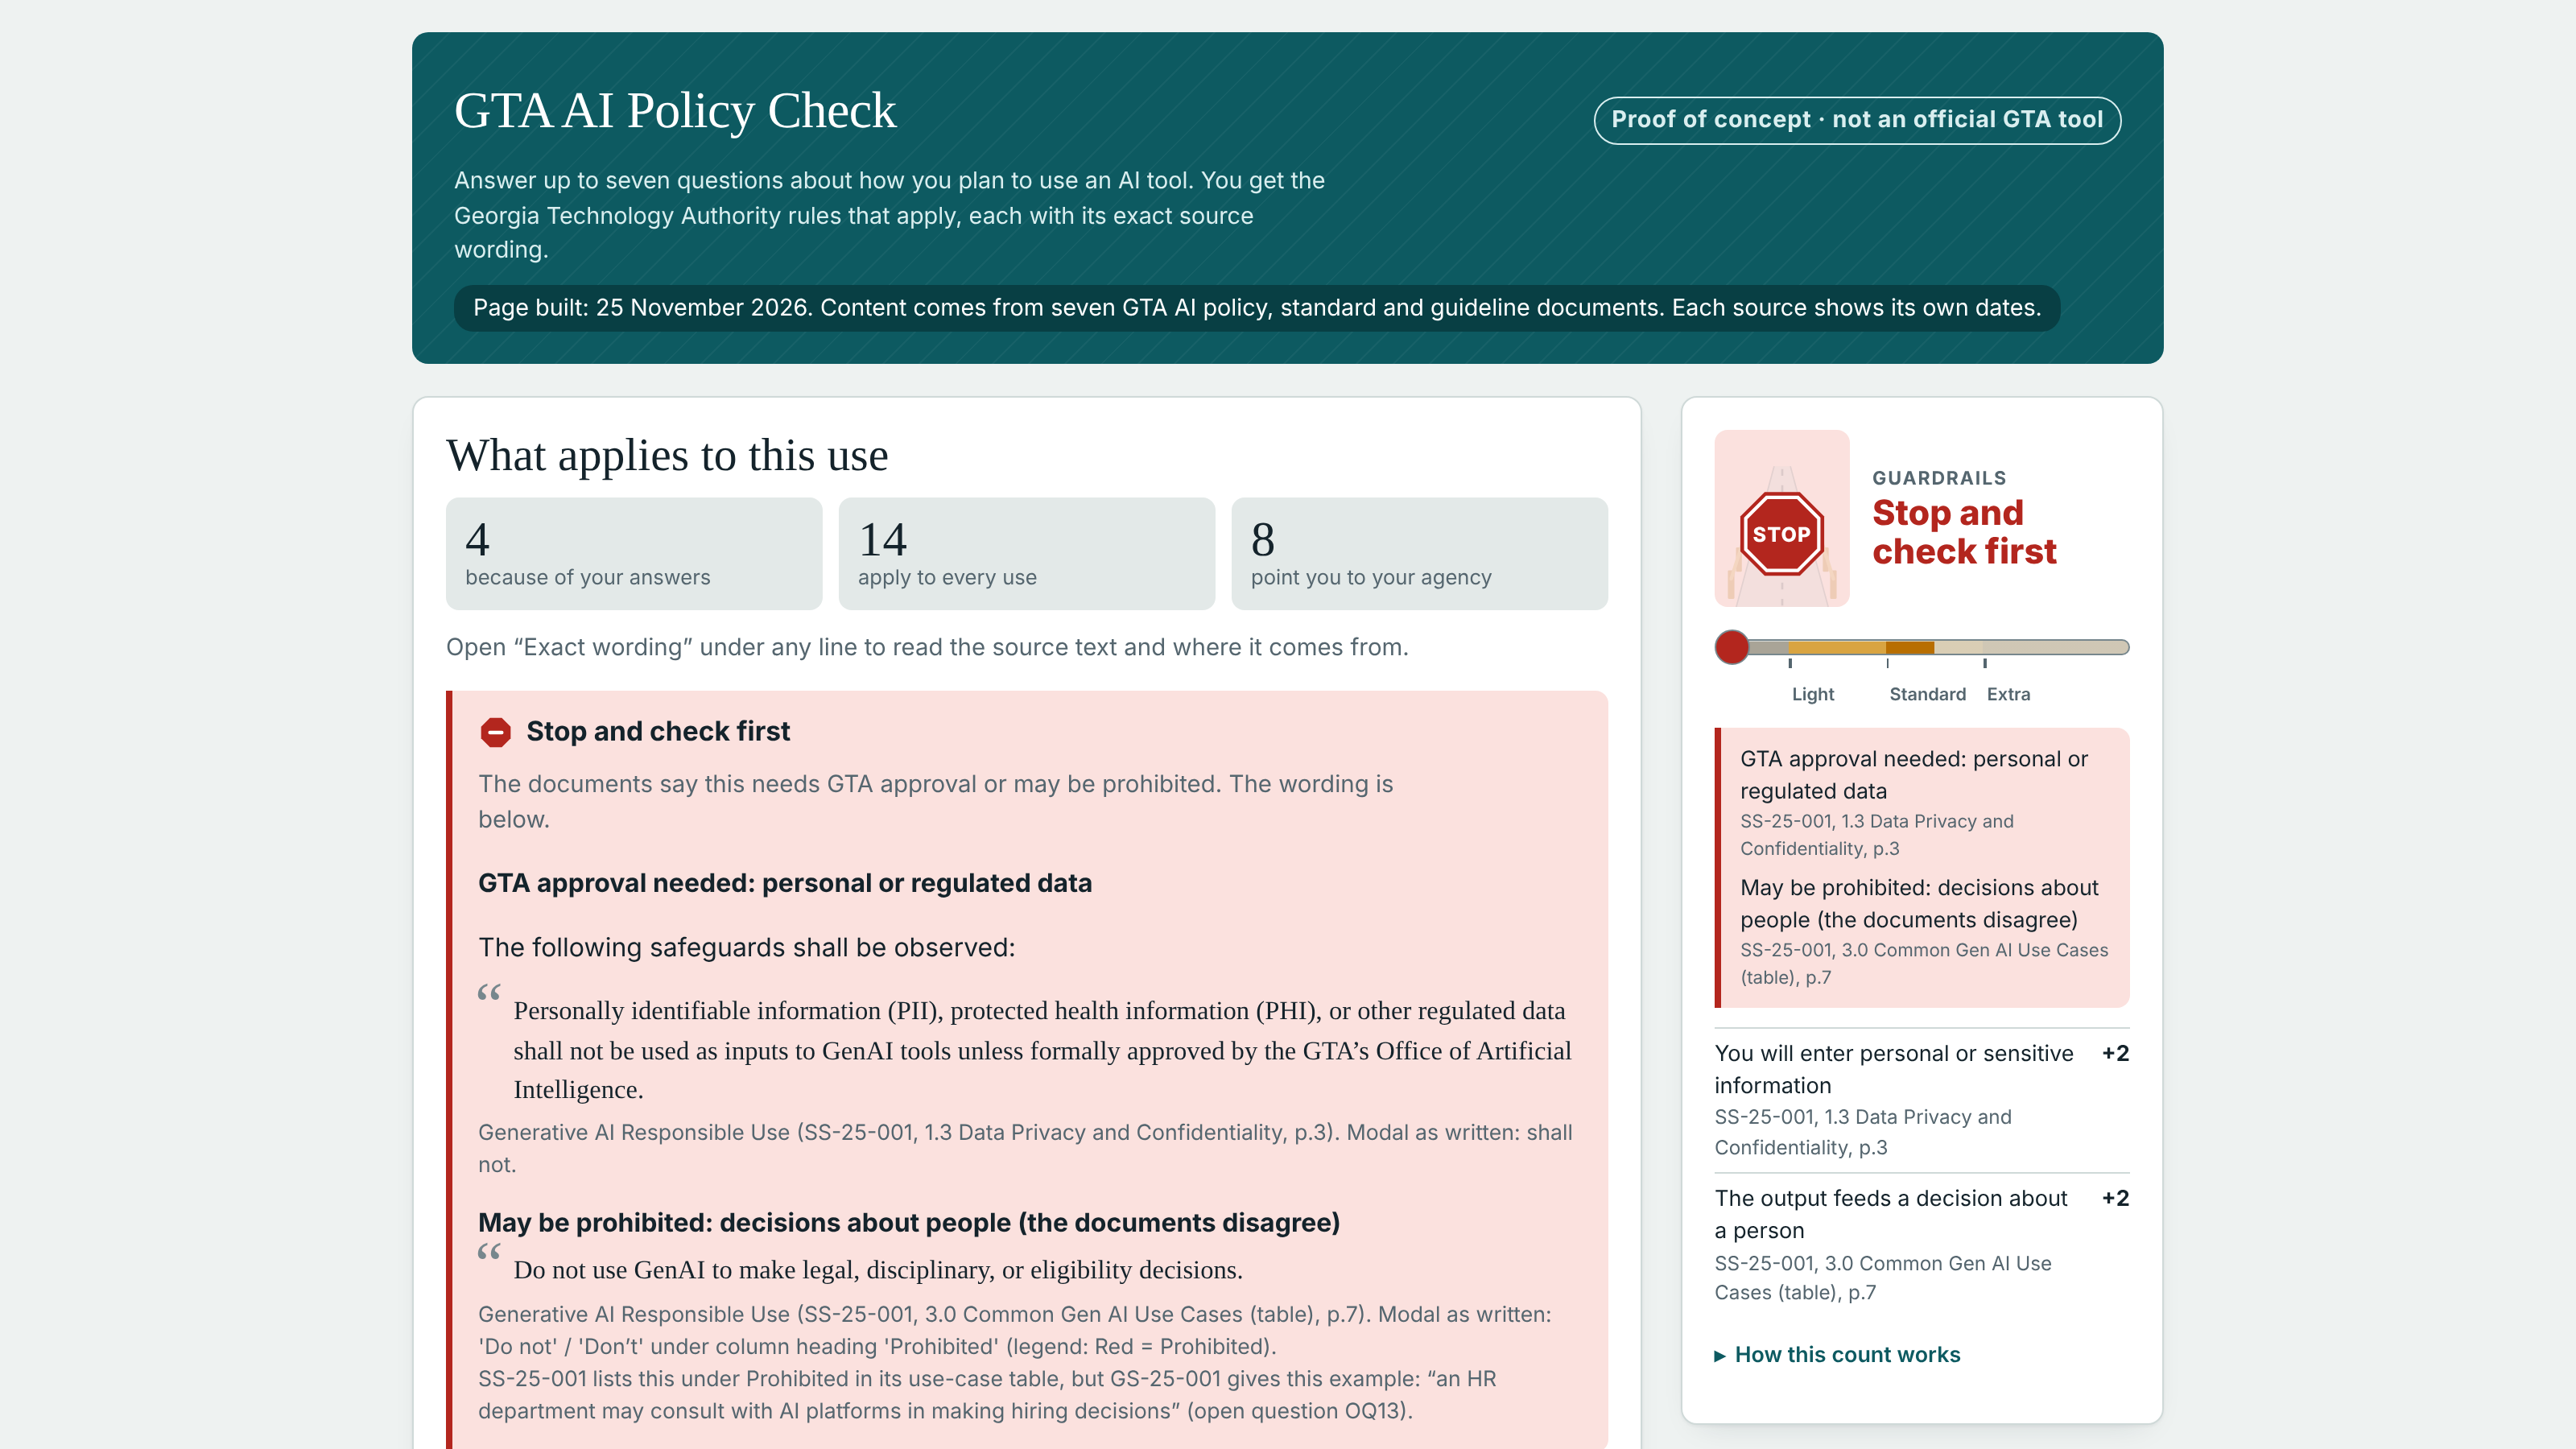 GTA AI Policy Check
Proof of concept · not an official GTA tool
Answer up to seven questions about how you plan to use an AI tool. You get the
Georgia Technology Authority rules that apply, each with its exact source
wording.
Page built: 25 November 2026. Content comes from seven GTA AI policy, standard and guideline documents. Each source shows its own dates.
What applies to this use
4
because of your answers
14
apply to every use
8
point you to your agency
Open “Exact wording” under any line to read the source text and where it comes from.
Stop and check first
The documents say this needs GTA approval or may be prohibited. The wording is
below.
GTA approval needed: personal or regulated data
The following safeguards shall be observed:
“
Personally identifiable information (PII), protected health information (PHI), or other regulated data
shall not be used as inputs to GenAI tools unless formally approved by the GTA’s Office of Artificial
Intelligence.
Generative AI Responsible Use (SS-25-001, 1.3 Data Privacy and Confidentiality, p.3). Modal as written: shall
not.
May be prohibited: decisions about people (the documents disagree)
“
Do not use GenAI to make legal, disciplinary, or eligibility decisions.
Generative AI Responsible Use (SS-25-001, 3.0 Common Gen AI Use Cases (table), p.7). Modal as written:
'Do not' / 'Don’t' under column heading 'Prohibited' (legend: Red = Prohibited).
SS-25-001 lists this under Prohibited in its use-case table, but GS-25-001 gives this example: “an HR
department may consult with AI platforms in making hiring decisions” (open question OQ13).
STOP
GUARDRAILS
Stop and
check first
Light
Standard
Extra
GTA approval needed: personal or
regulated data
SS-25-001, 1.3 Data Privacy and
Confidentiality, p.3
May be prohibited: decisions about
people (the documents disagree)
SS-25-001, 3.0 Common Gen AI Use Cases
(table), p.7
You will enter personal or sensitive +2
information
SS-25-001, 1.3 Data Privacy and
Confidentiality, p.3
The output feeds a decision about +2
a person
SS-25-001, 3.0 Common Gen AI Use
Cases (table), p.7
▸ How this count works